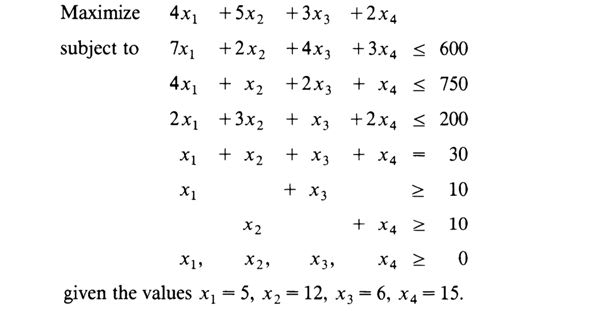 Maximize 4x₁ +5x₂ +3x₃ +2x₄
subject to 7x₁ +2x₂ +4x₃ +3x₄ ≤ 600
4x₁ + x₂ +2x₃ + x₄ ≤ 750
2x₁ +3x₂ + x₃ +2x₄ ≤ 200
x₁ + x₂ + x₃ + x₄ = 30
x₁ + x₃ ≥ 10
x₂ + x₄ ≥ 10
x₁, x₂, x₃, x₄ ≥ 0
given the values x₁ = 5, x₂ = 12, x₃ = 6, x₄ = 15.